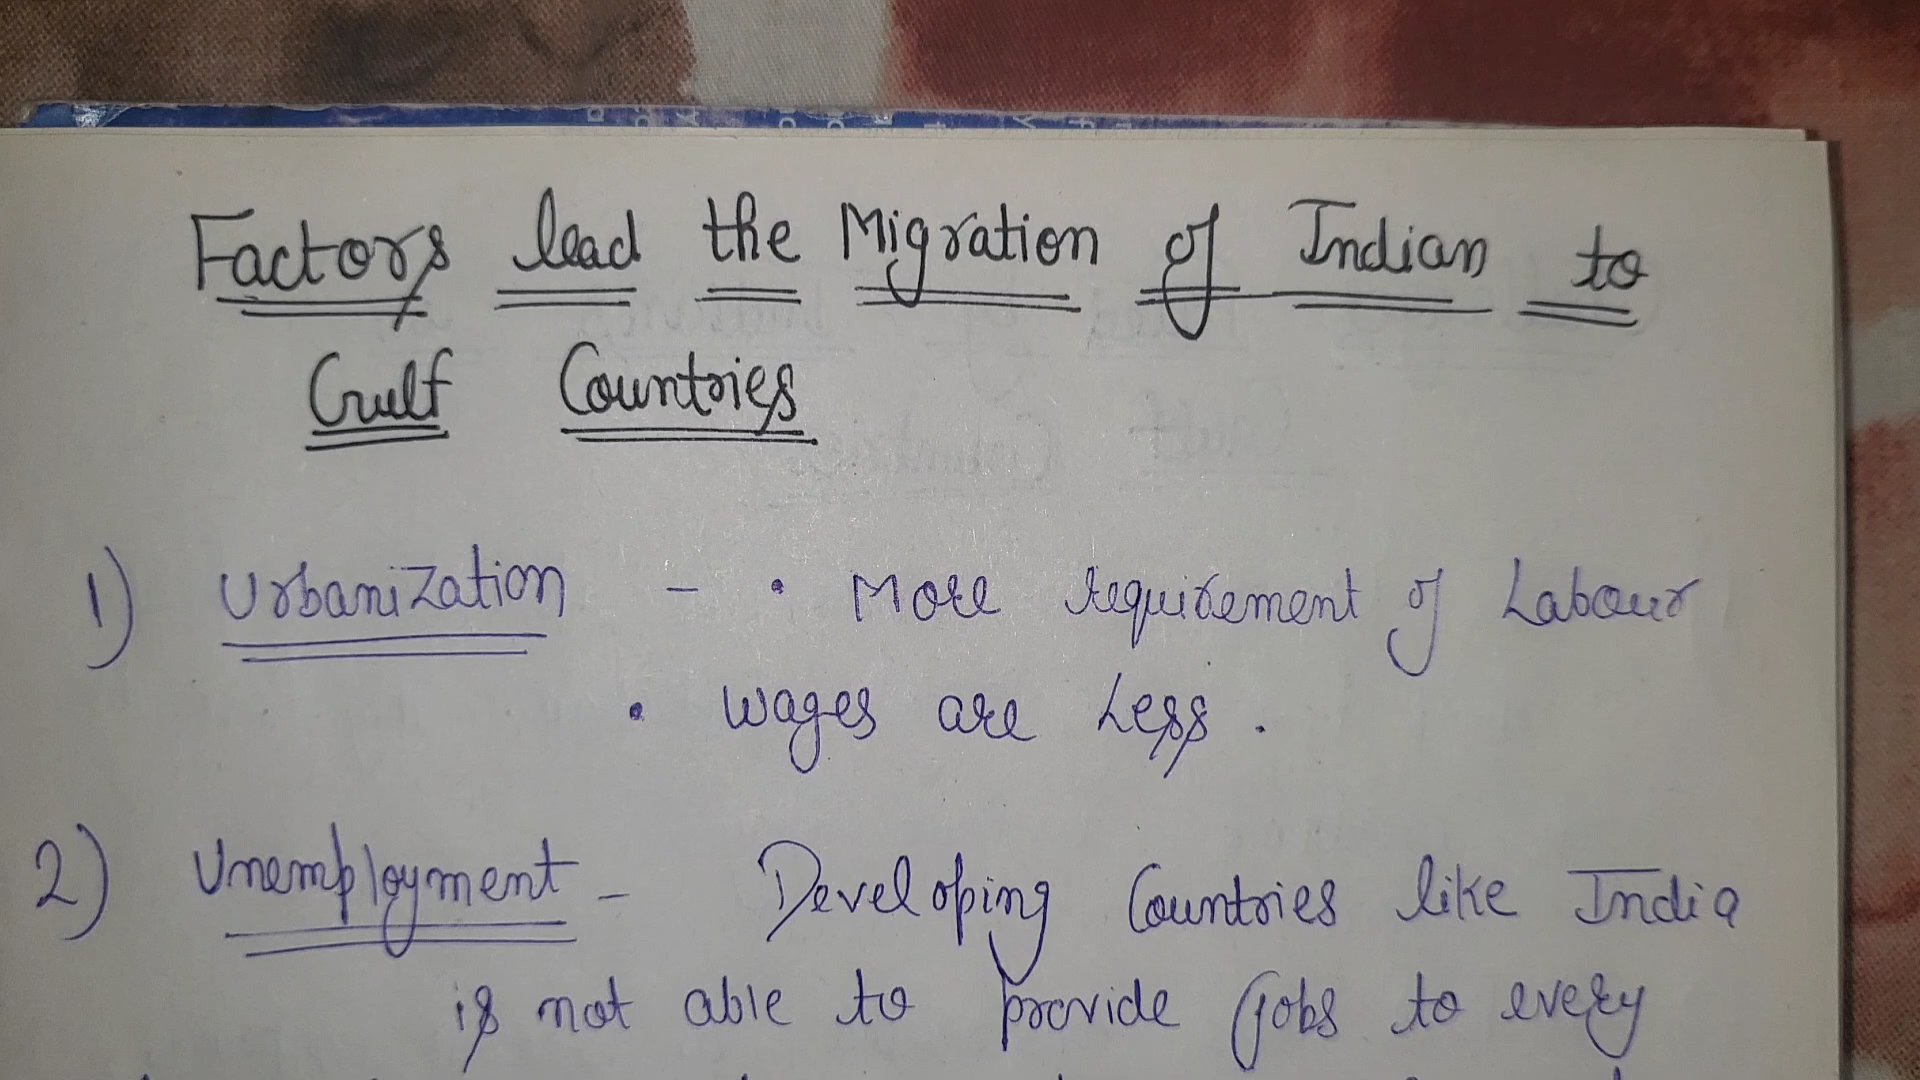 Factors lead the Migration of Indian to
Gulf Countries
1) Urbanization - • More requirement of Labour
• wages are Less .
2) Unemployment - Developing Countries like India
is not able to provide jobs to every